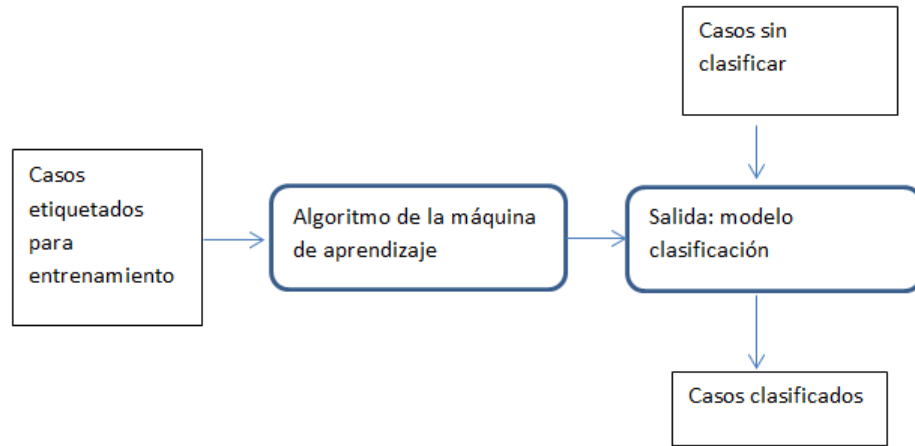 Casos sin
clasificar
Casos
etiquetados
para
entrenamiento
Algoritmo de la máquina
de aprendizaje
Salida: modelo
clasificación
Casos clasificados